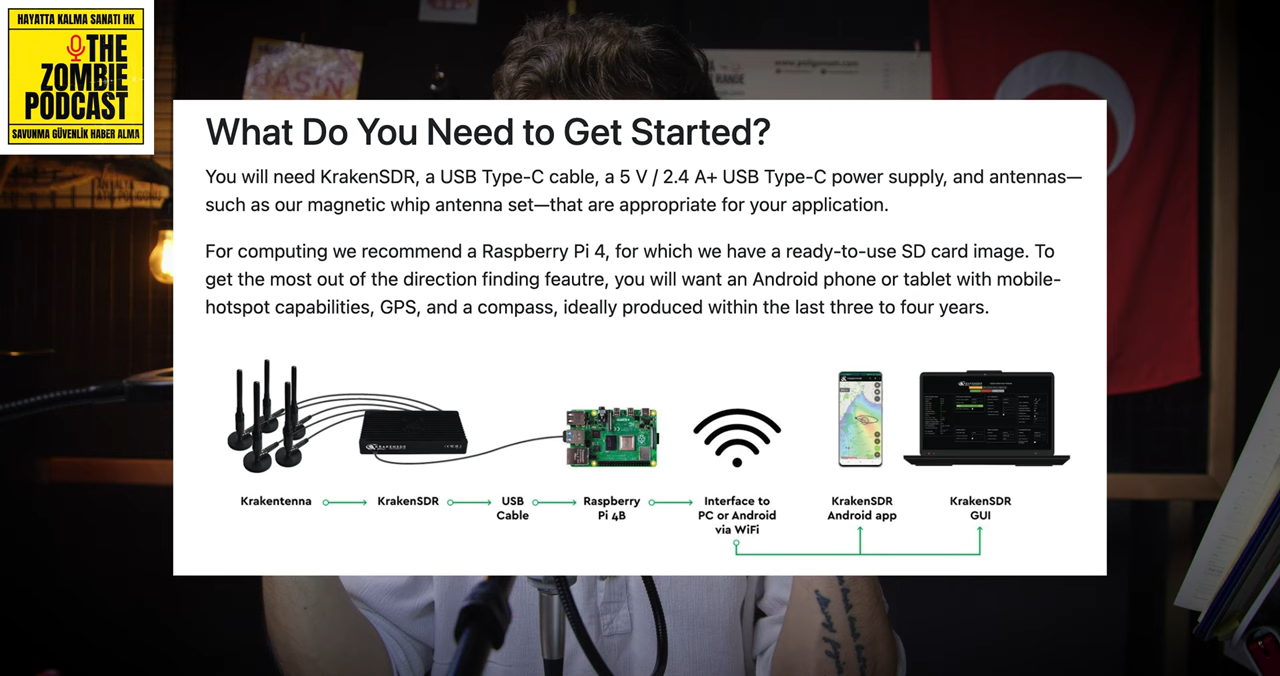 HAYATTA KALMA SANATI HK
THE
ZOMBIE
PODCAST
SAVUNMA GÜVENLİK HABER ALMA
What Do You Need to Get Started?
You will need KrakenSDR, a USB Type-C cable, a 5 V / 2.4 A+ USB Type-C power supply, and antennas—
such as our magnetic whip antenna set—that are appropriate for your application.
For computing we recommend a Raspberry Pi 4, for which we have a ready-to-use SD card image. To
get the most out of the direction finding feautre, you will want an Android phone or tablet with mobile-
hotspot capabilities, GPS, and a compass, ideally produced within the last three to four years.
Krakentenna
KrakenSDR
USB
Cable
Raspberry
Pi 4B
Interface to
PC or Android
via WiFi
KrakenSDR
Android app
KrakenSDR
GUI